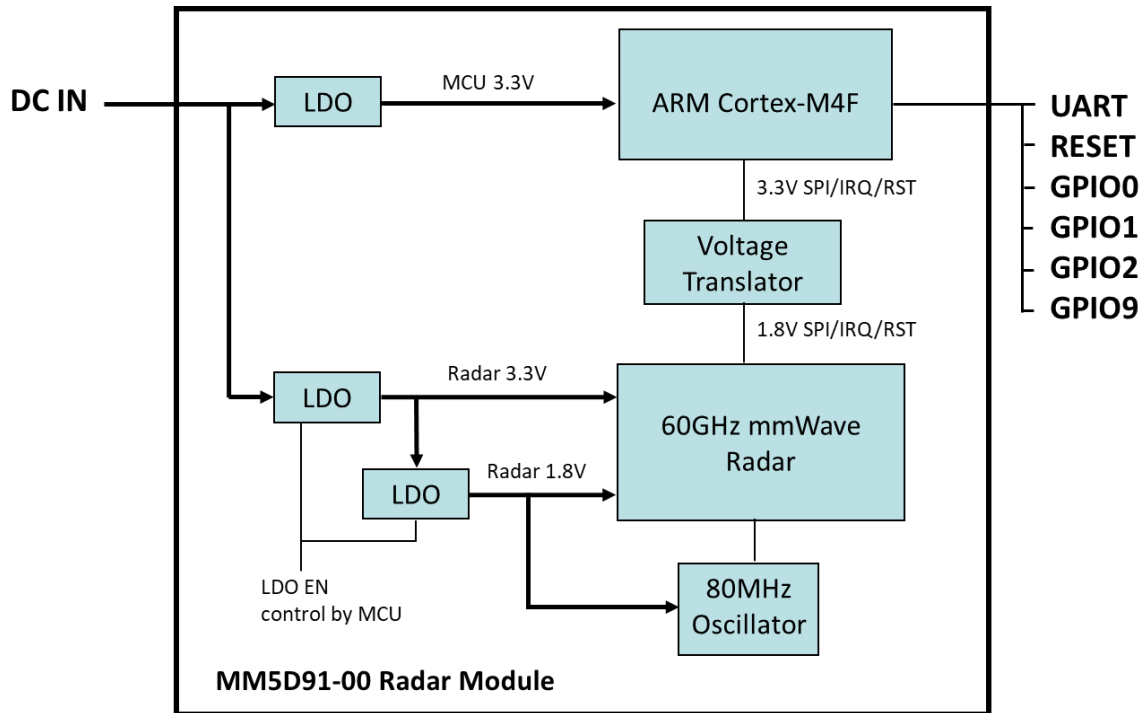 DC IN
LDO
MCU 3.3V
ARM Cortex-M4F
UART
RESET
GPIO0
GPIO1
GPIO2
GPIO9
3.3V SPI/IRQ/RST
Voltage
Translator
1.8V SPI/IRQ/RST
LDO
Radar 3.3V
60GHz mmWave
Radar
LDO
Radar 1.8V
LDO EN
control by MCU
80MHz
Oscillator
MM5D91-00 Radar Module